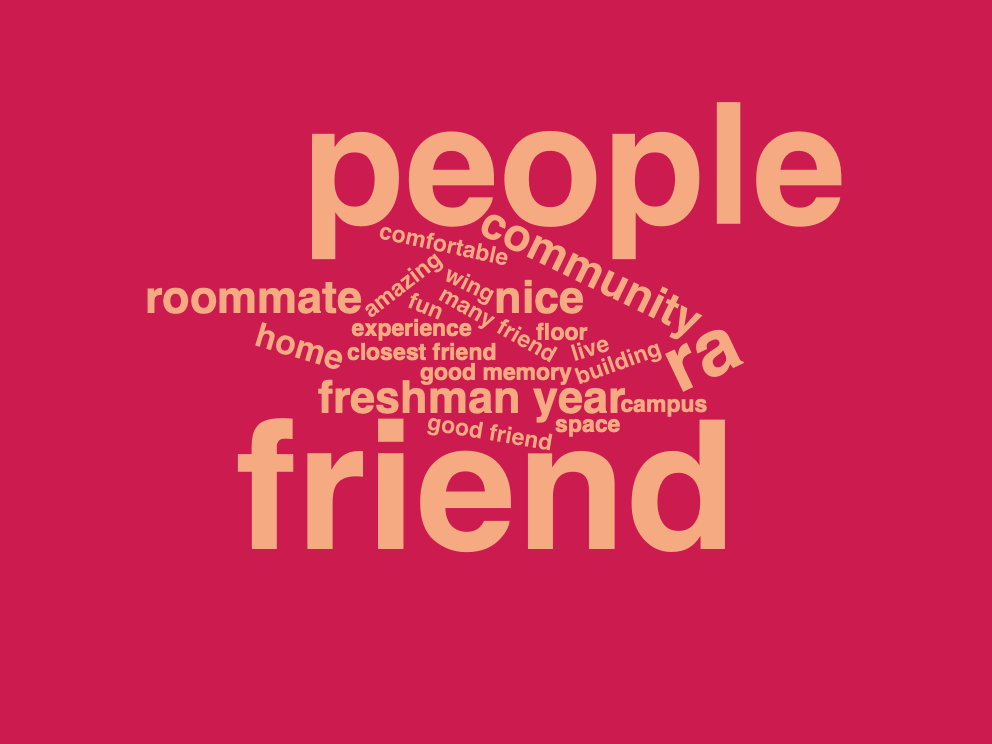 people
community
comfortable
amazing
wing
roommate
nice
many friend
fun
experience
floor
ra
home
closest friend
live
building
good memory
freshman year
campus
good friend
space
friend